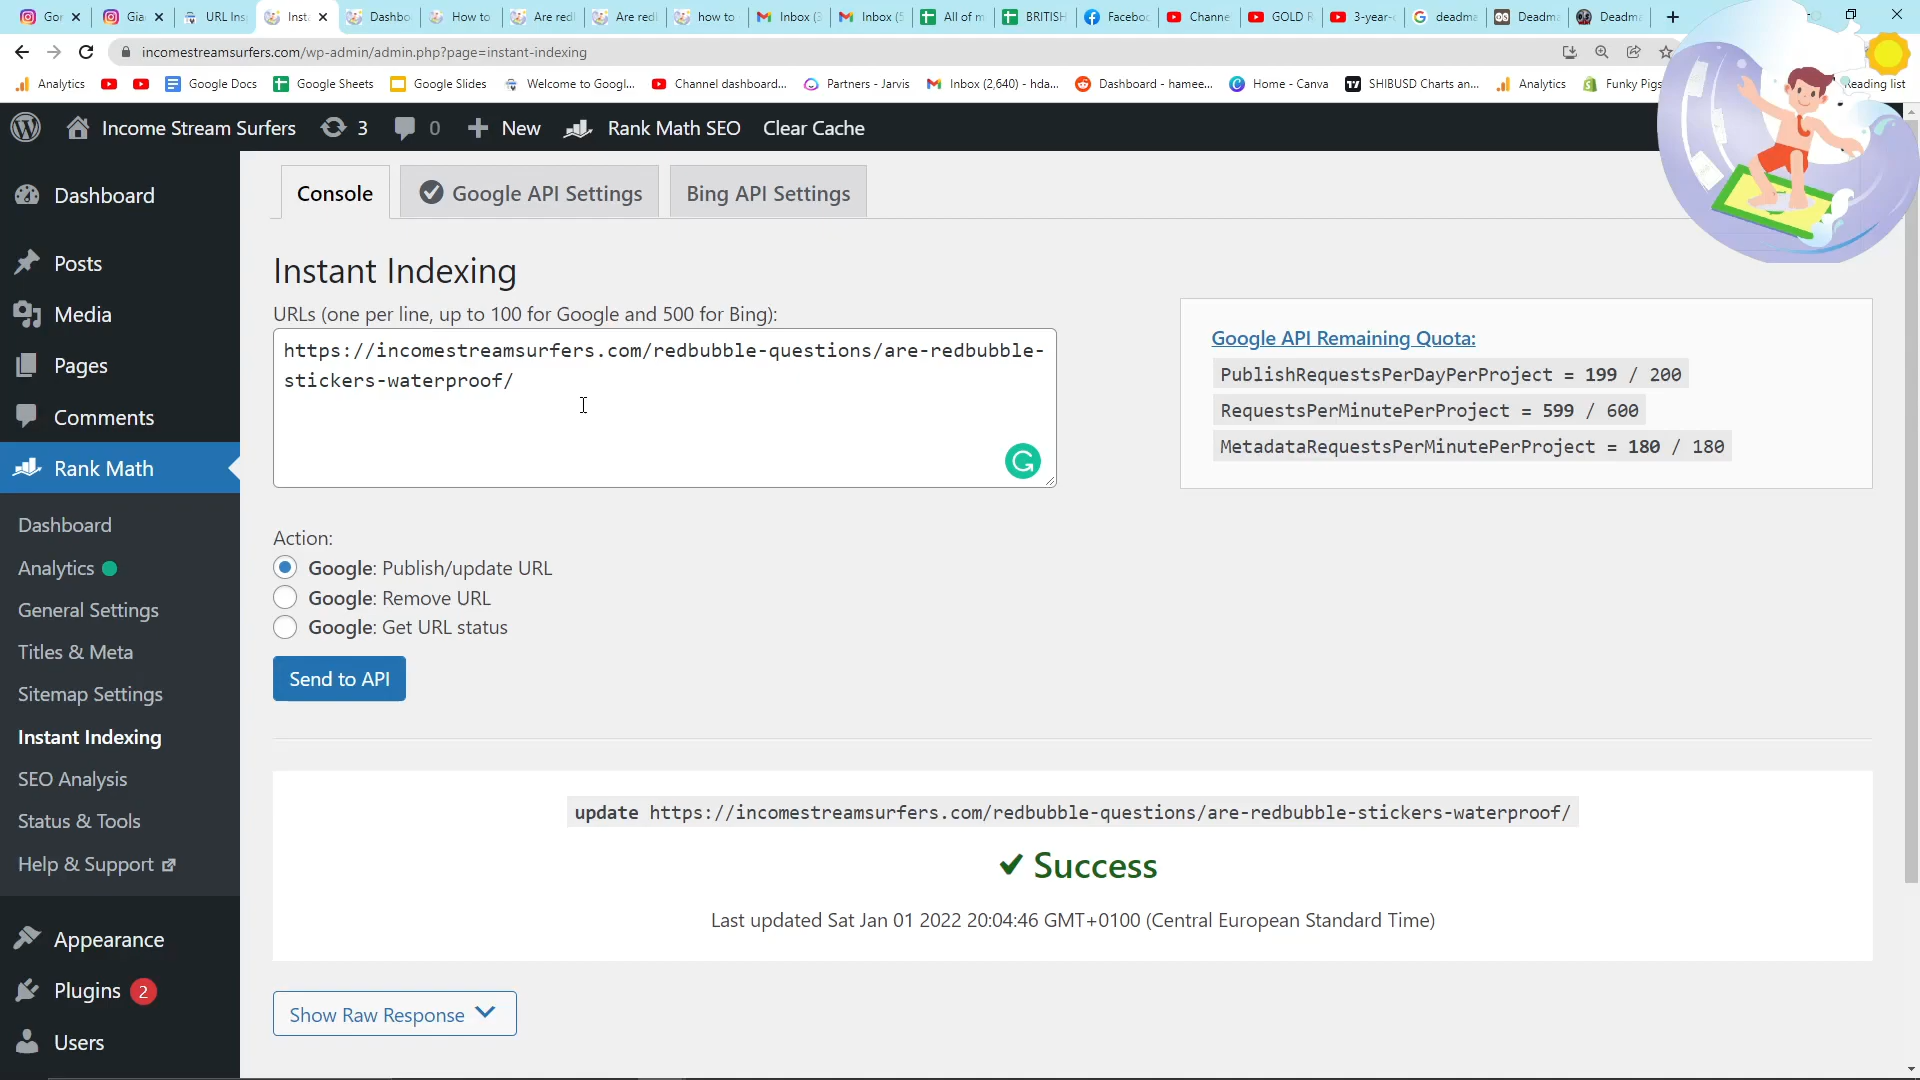 Gor
Gia
URL Ins
Inst
Dashbo
How to
Are redl
Are redl
how to
Inbox (3
Inbox (5
All of m
BRITISH
Faceboo
Channe
GOLD R
3-year-
deadma
Deadma
Deadma
incomestreamsurfers.com/wp-admin/admin.php?page=instant-indexing
Analytics
Google Docs
Google Sheets
Google Slides
Welcome to Googl...
Channel dashboard...
Partners - Jarvis
Inbox (2,640) - hda...
Dashboard - hamee...
Home - Canva
SHIBUSD Charts an...
Analytics
Funky Pigs
Reading list
Income Stream Surfers
3
0
New
Rank Math SEO
Clear Cache
Dashboard
Posts
Media
Pages
Comments
Rank Math
Dashboard
Analytics
General Settings
Titles & Meta
Sitemap Settings
Instant Indexing
SEO Analysis
Status & Tools
Help & Support
Appearance
Plugins 2
Users
Console
Google API Settings
Bing API Settings
Instant Indexing
URLs (one per line, up to 100 for Google and 500 for Bing):
https://incomestreamsurfers.com/redbubble-questions/are-redbubble-
stickers-waterproof/
Google API Remaining Quota:
PublishRequestsPerDayPerProject = 199 / 200
RequestsPerMinutePerProject = 599 / 600
MetadataRequestsPerMinutePerProject = 180 / 180
Action:
Google: Publish/update URL
Google: Remove URL
Google: Get URL status
Send to API
update https://incomestreamsurfers.com/redbubble-questions/are-redbubble-stickers-waterproof/
✔ Success
Last updated Sat Jan 01 2022 20:04:46 GMT+0100 (Central European Standard Time)
Show Raw Response